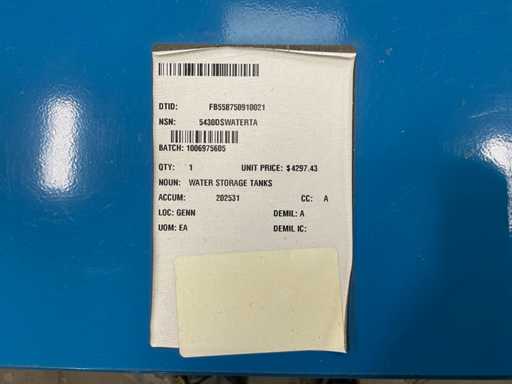 DTID: FB55B750910021
NSN: 5430DSWATERTA
BATCH: 1006975605
QTY: 1 UNIT PRICE: $4297.43
NOUN: WATER STORAGE TANKS
ACCUM: 202531 CC: A
LOC: GENN DEMIL: A
UOM: EA DEMIL IC: